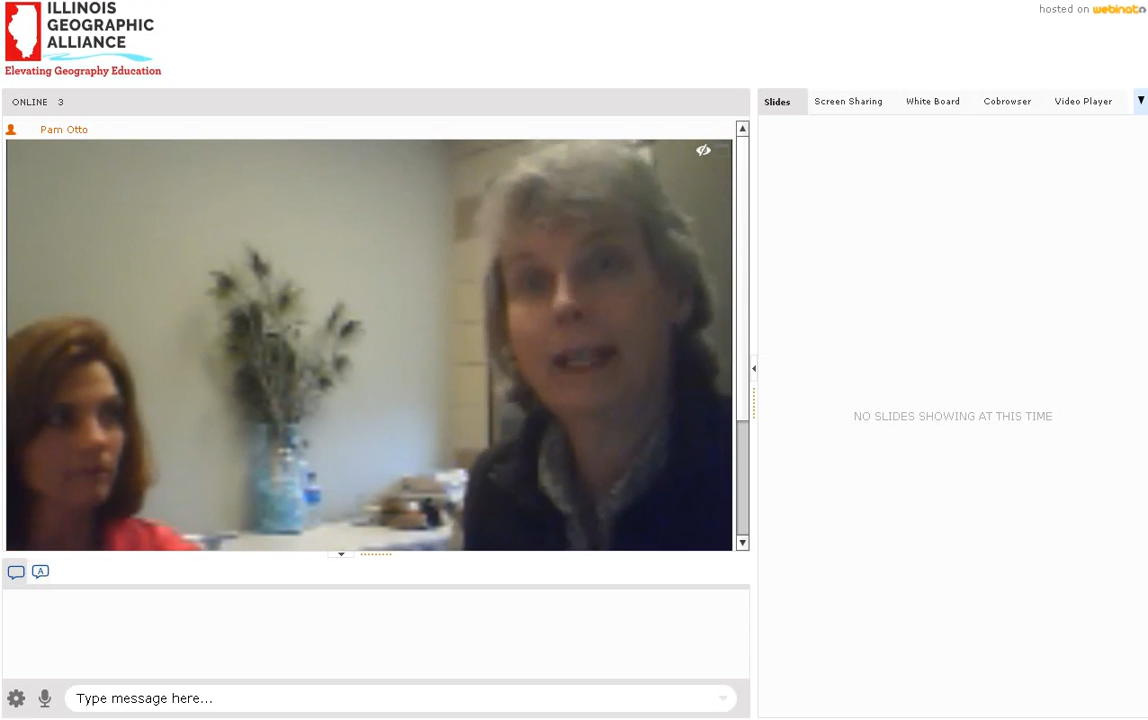 ILLINOIS
GEOGRAPHIC
ALLIANCE
Elevating Geography Education
hosted on webinato
ONLINE 3
Pam Otto
Slides Screen Sharing White Board Cobrowser Video Player
NO SLIDES SHOWING AT THIS TIME
A
Type message here...